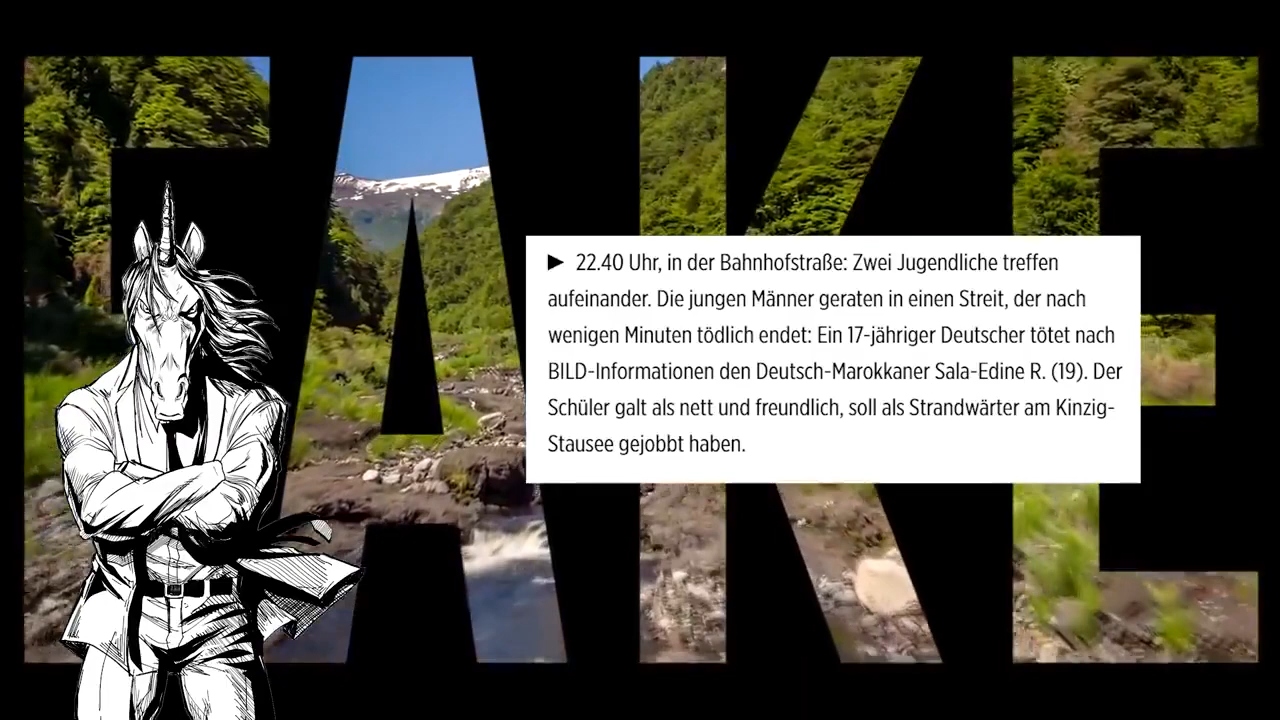 FAKE
► 22.40 Uhr, in der Bahnhofstraße: Zwei Jugendliche treffen
aufeinander. Die jungen Männer geraten in einen Streit, der nach
wenigen Minuten tödlich endet: Ein 17-jähriger Deutscher tötet nach
BILD-Informationen den Deutsch-Marokkaner Sala-Edine R. (19). Der
Schüler galt als nett und freundlich, soll als Strandwärter am Kinzig-
Stausee gejobbt haben.